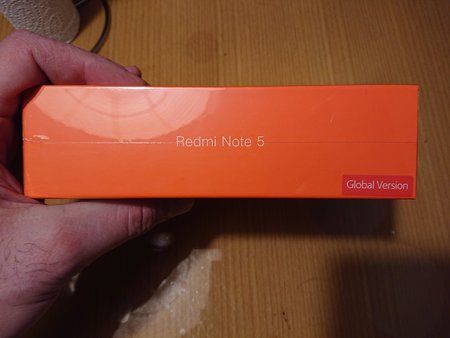 Redmi Note 5
Global Version